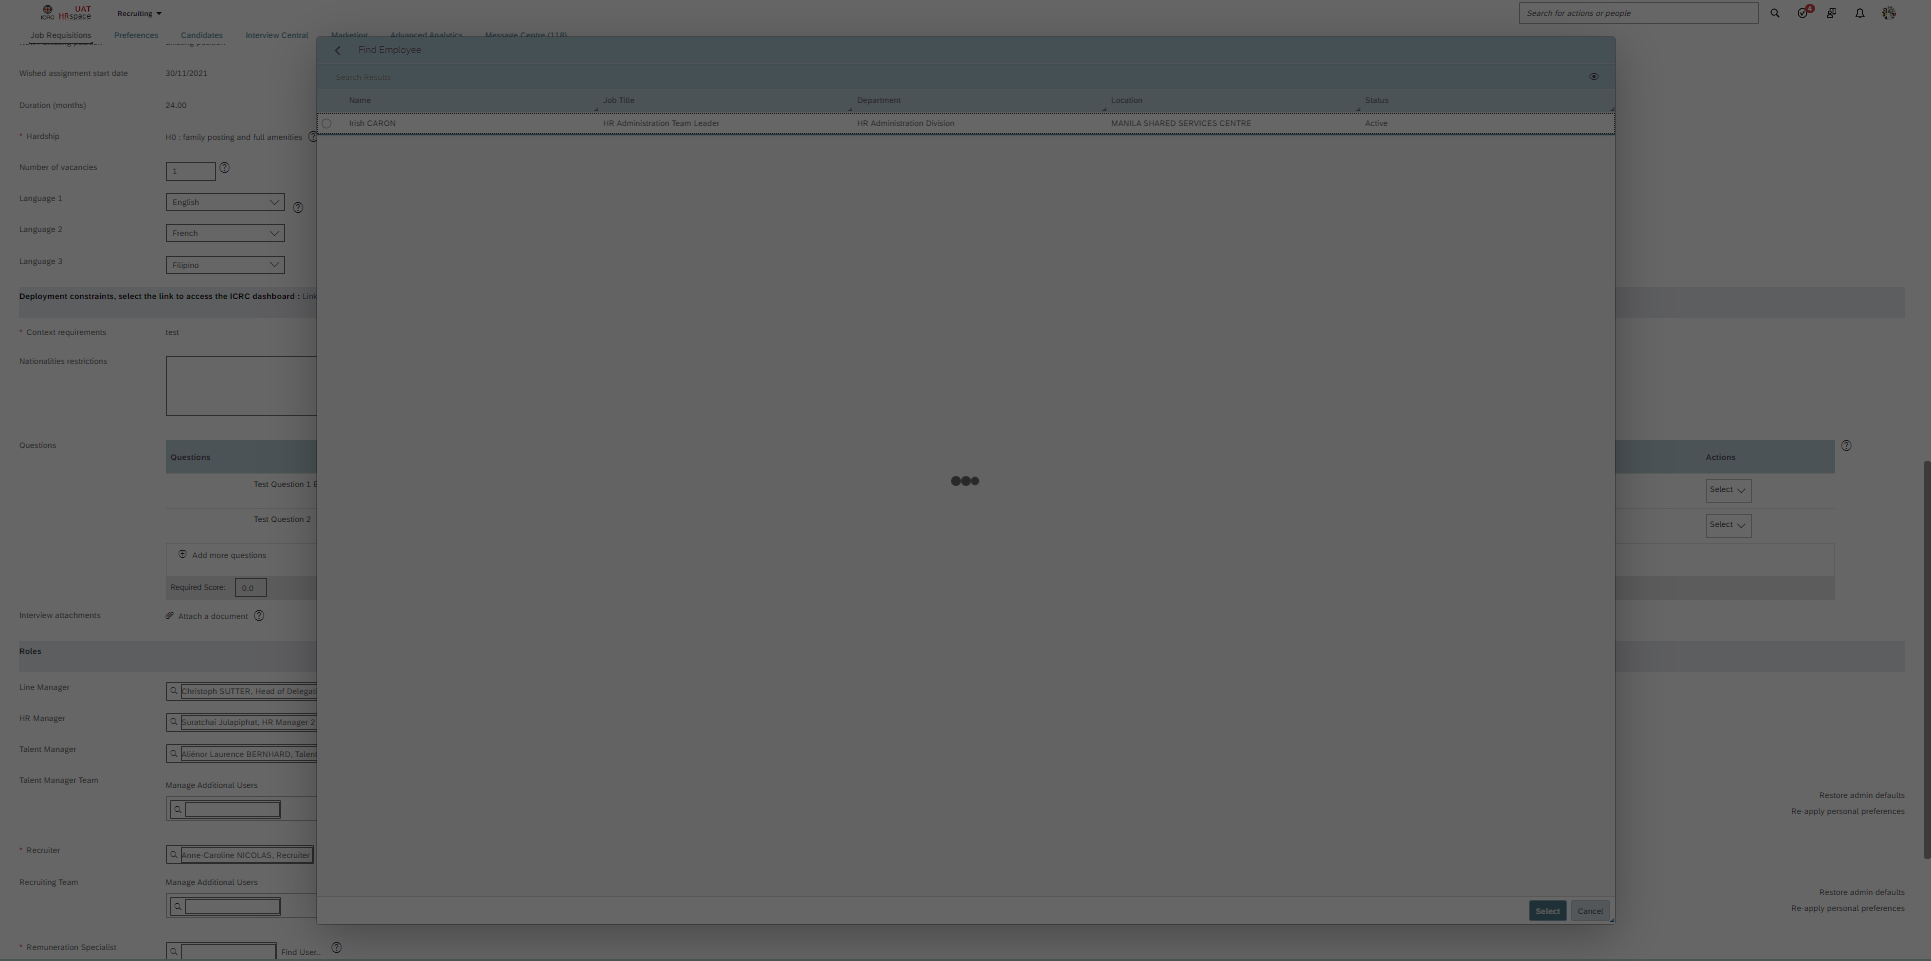 ICRC UAT HRspace
Recruiting
Search for actions or people
4
Job Requisitions Preferences Candidates Interview Central Marketing Advanced Analytics Message Centre (118)
Find Employee
Search Results
Name Job Title Department Location Status
Irish CARON HR Administration Team Leader HR Administration Division MANILA SHARED SERVICES CENTRE Active
Wished assignment start date 30/11/2021
Duration (months) 24.00
* Hardship H0 : family posting and full amenities ?
Number of vacancies 1 ?
Language 1 English ?
Language 2 French
Language 3 Filipino
Deployment constraints, select the link to access the ICRC dashboard : Link
* Context requirements test
Nationalities restrictions
Questions Questions Actions ?
Test Question 1 E Select
Test Question 2 Select
Add more questions
Required Score: 0.0
Interview attachments Attach a document ?
Roles
Line Manager Christoph SUTTER, Head of Delegati
HR Manager Suratchai Julapiphat, HR Manager 2
Talent Manager Aliénor Laurence BERNHARD, Talent
Talent Manager Team Manage Additional Users
Restore admin defaults
Re-apply personal preferences
* Recruiter Anne-Caroline NICOLAS, Recruiter
Recruiting Team Manage Additional Users
Restore admin defaults
Re-apply personal preferences
Select Cancel
* Remuneration Specialist Find User... ?